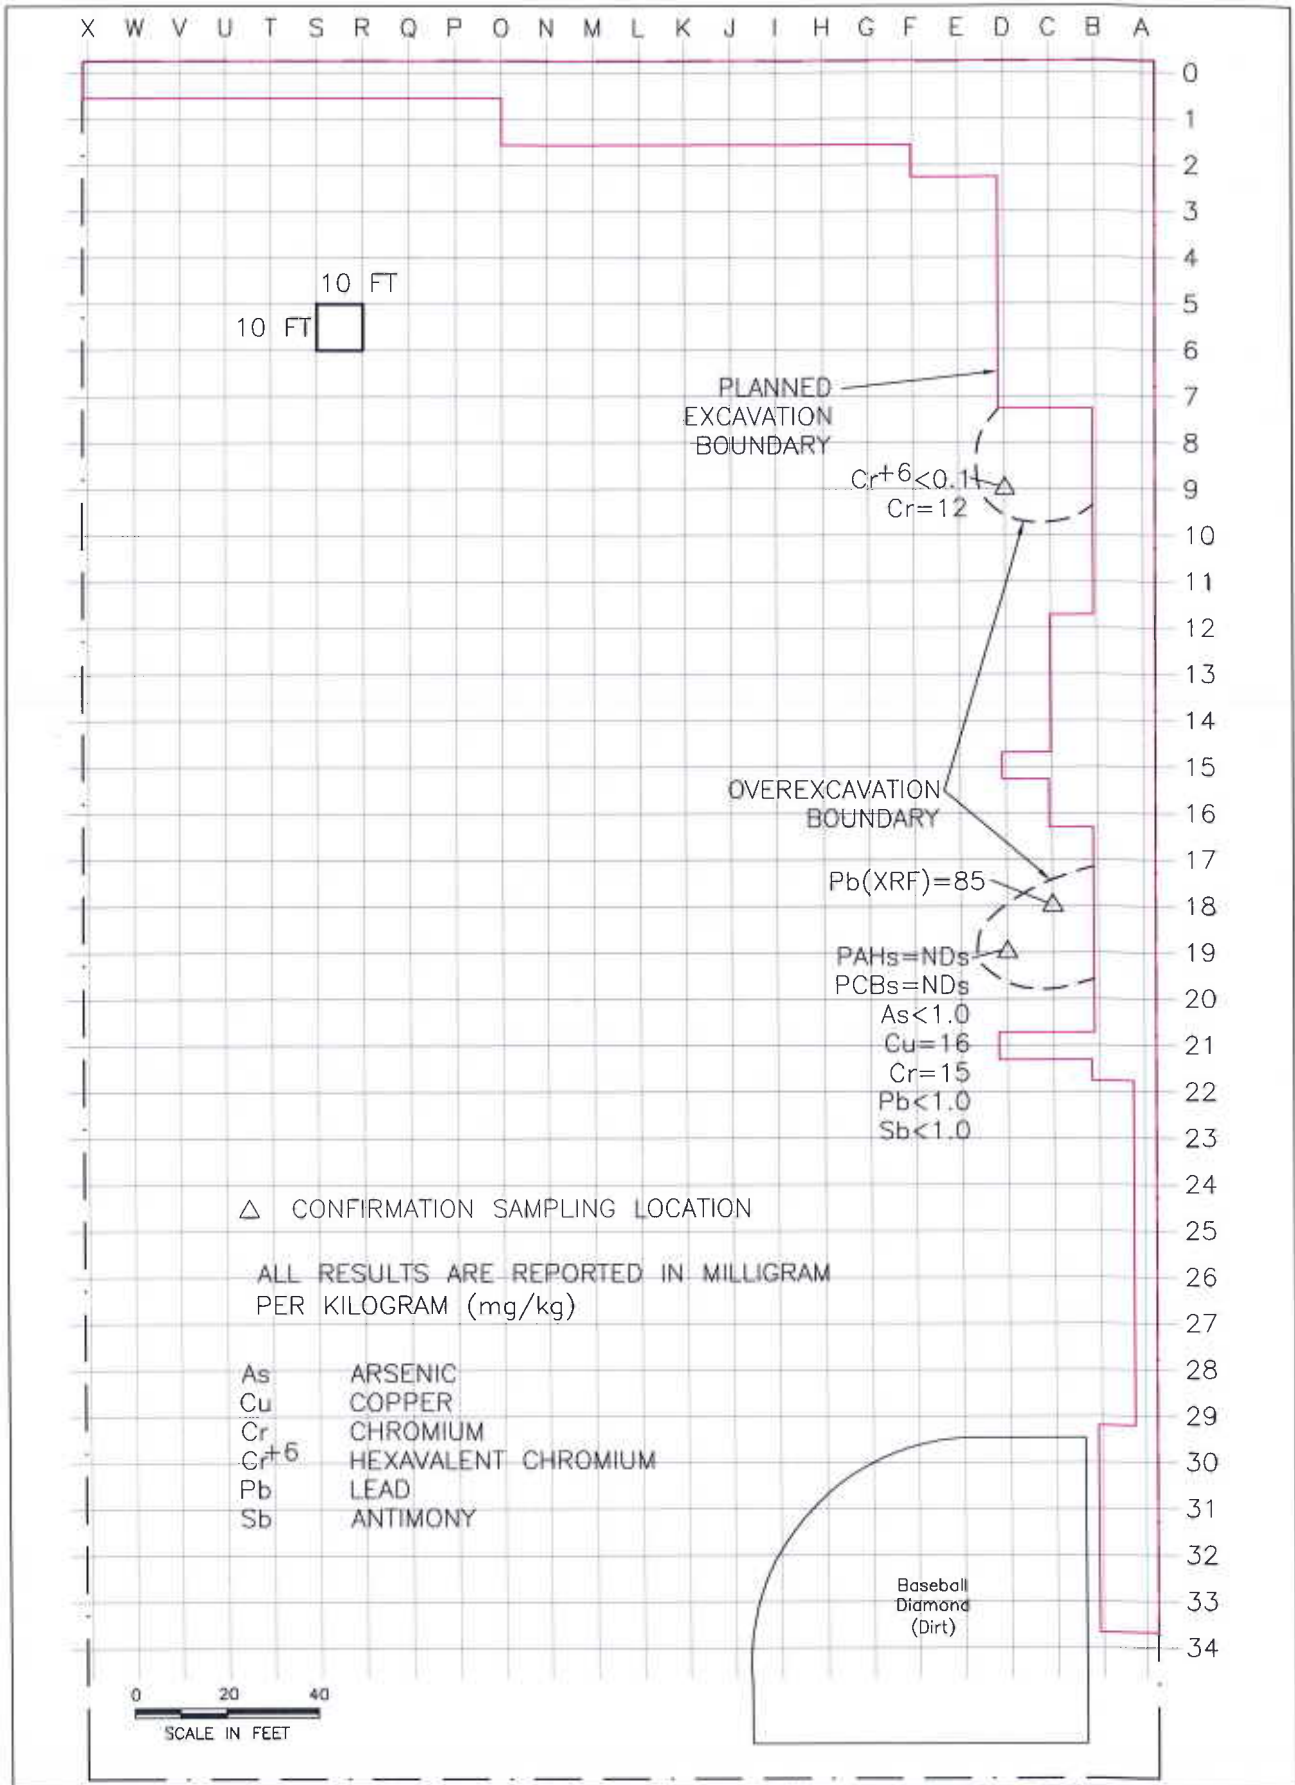 X W V U T S R Q P O N M L K J I H G F E D C B A
0
1
2
3
4
10 FT
5
10 FT
6
PLANNED
7
EXCAVATION
BOUNDARY
8
Cr+6<0.1
9
Cr=12
10
11
12
13
14
15
OVEREXCAVATION
BOUNDARY
16
17
Pb(XRF)=85
18
PAHs=NDs
19
PCBs=NDs
20
As<1.0
Cu=16
21
Cr=15
22
Pb<1.0
Sb<1.0
23
24
CONFIRMATION SAMPLING LOCATION
25
ALL RESULTS ARE REPORTED IN MILLIGRAM
26
PER KILOGRAM (mg/kg)
27
As ARSENIC
28
Cu COPPER
29
Cr CHROMIUM
Cr+6 HEXAVALENT CHROMIUM
30
Pb LEAD
31
Sb ANTIMONY
32
Baseball
33
Diamond
(Dirt)
34
0 20 40
SCALE IN FEET